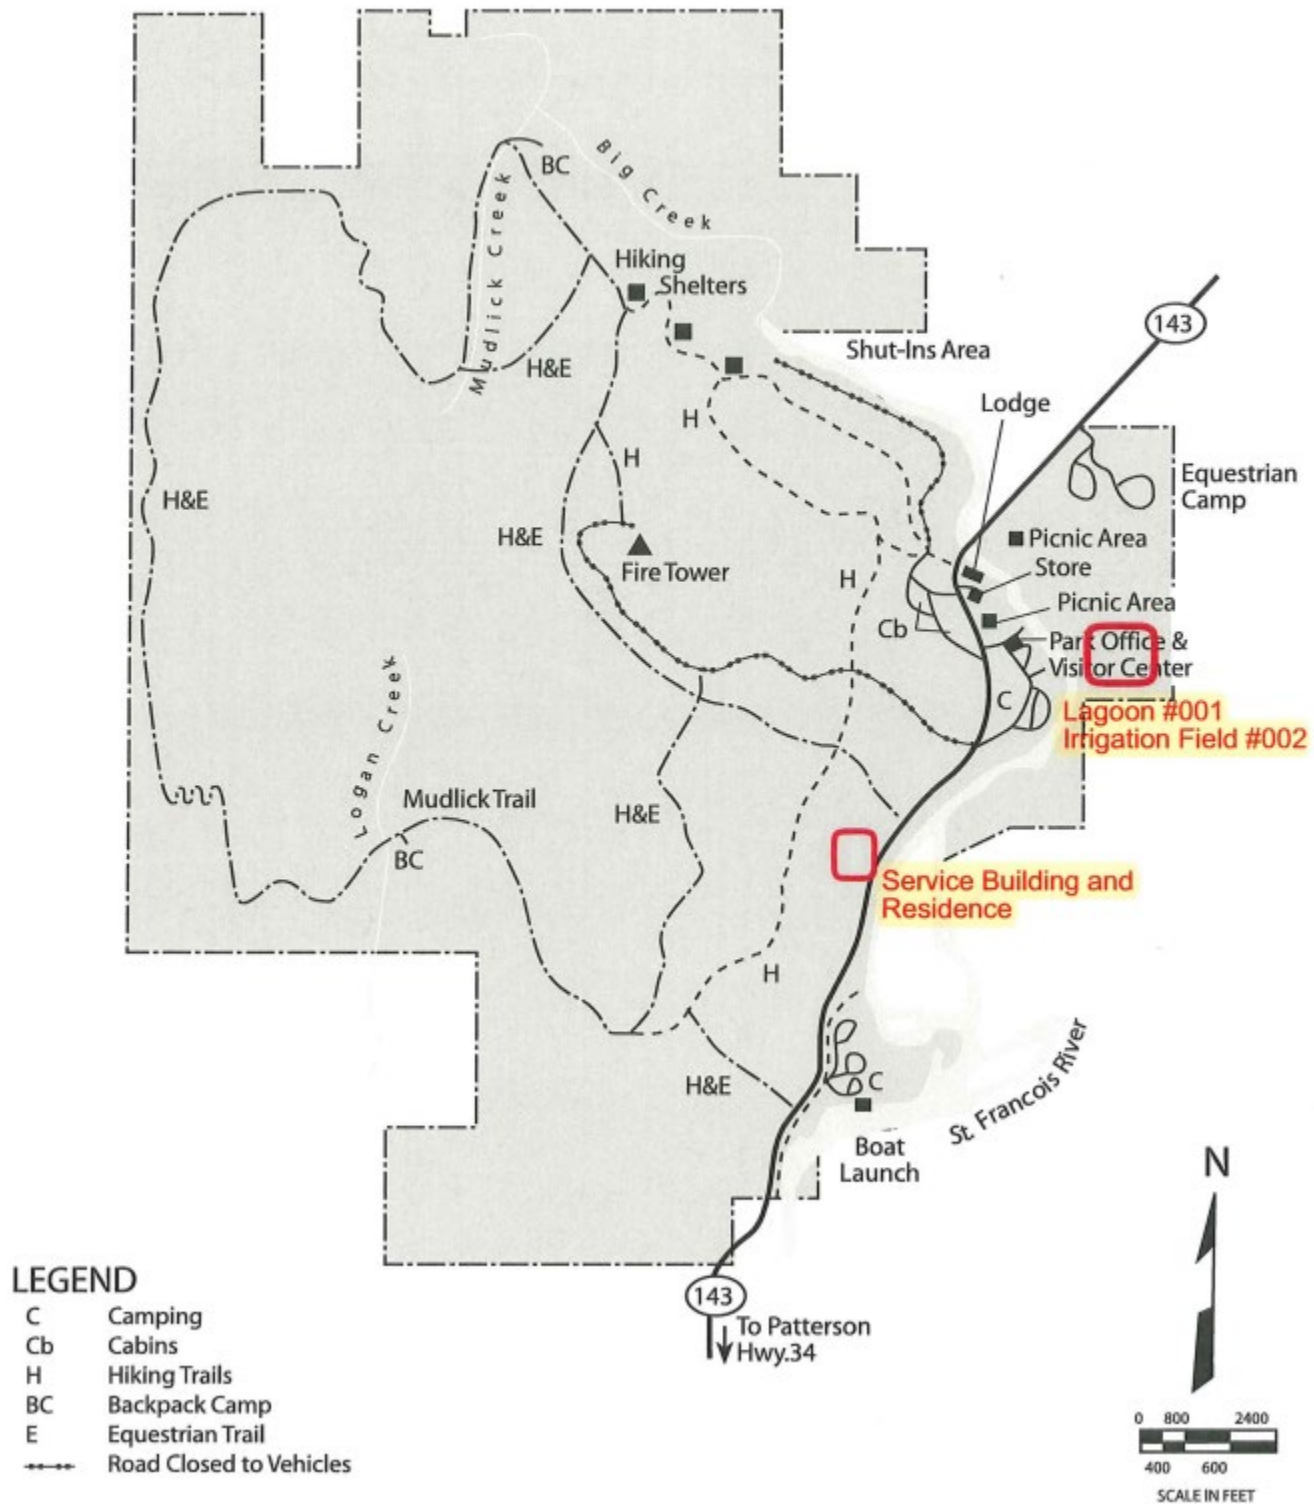 BC
Big Creek
Mudlick Creek
Hiking
Shelters
143
Shut-Ins Area
H&E
Lodge
H
H
Equestrian
Camp
H&E
H&E
Picnic Area
Fire Tower
Store
H
Picnic Area
Cb
Park Office &
Visitor Center
C
Lagoon #001
Irrigation Field #002
Logan Creek
Mudlick Trail
H&E
BC
Service Building and
Residence
H
H&E
C
St. Francois River
Boat
Launch
N
LEGEND
C Camping
Cb Cabins
H Hiking Trails
BC Backpack Camp
E Equestrian Trail
Road Closed to Vehicles
143
To Patterson
Hwy.34
0 800 2400
400 600
SCALE IN FEET